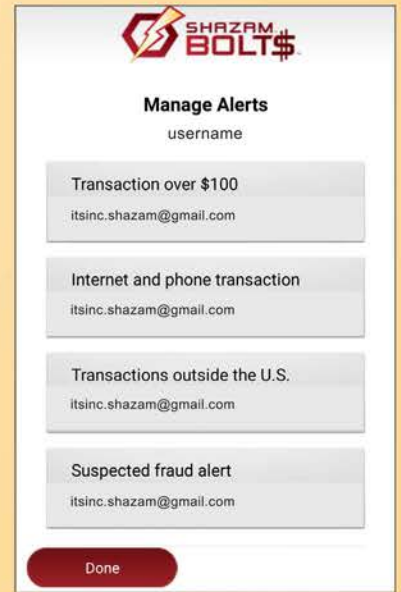 SHAZAM
BOLT$
Manage Alerts
username
Transaction over $100
itsinc.shazam@gmail.com
Internet and phone transaction
itsinc.shazam@gmail.com
Transactions outside the U.S.
itsinc.shazam@gmail.com
Suspected fraud alert
itsinc.shazam@gmail.com
Done